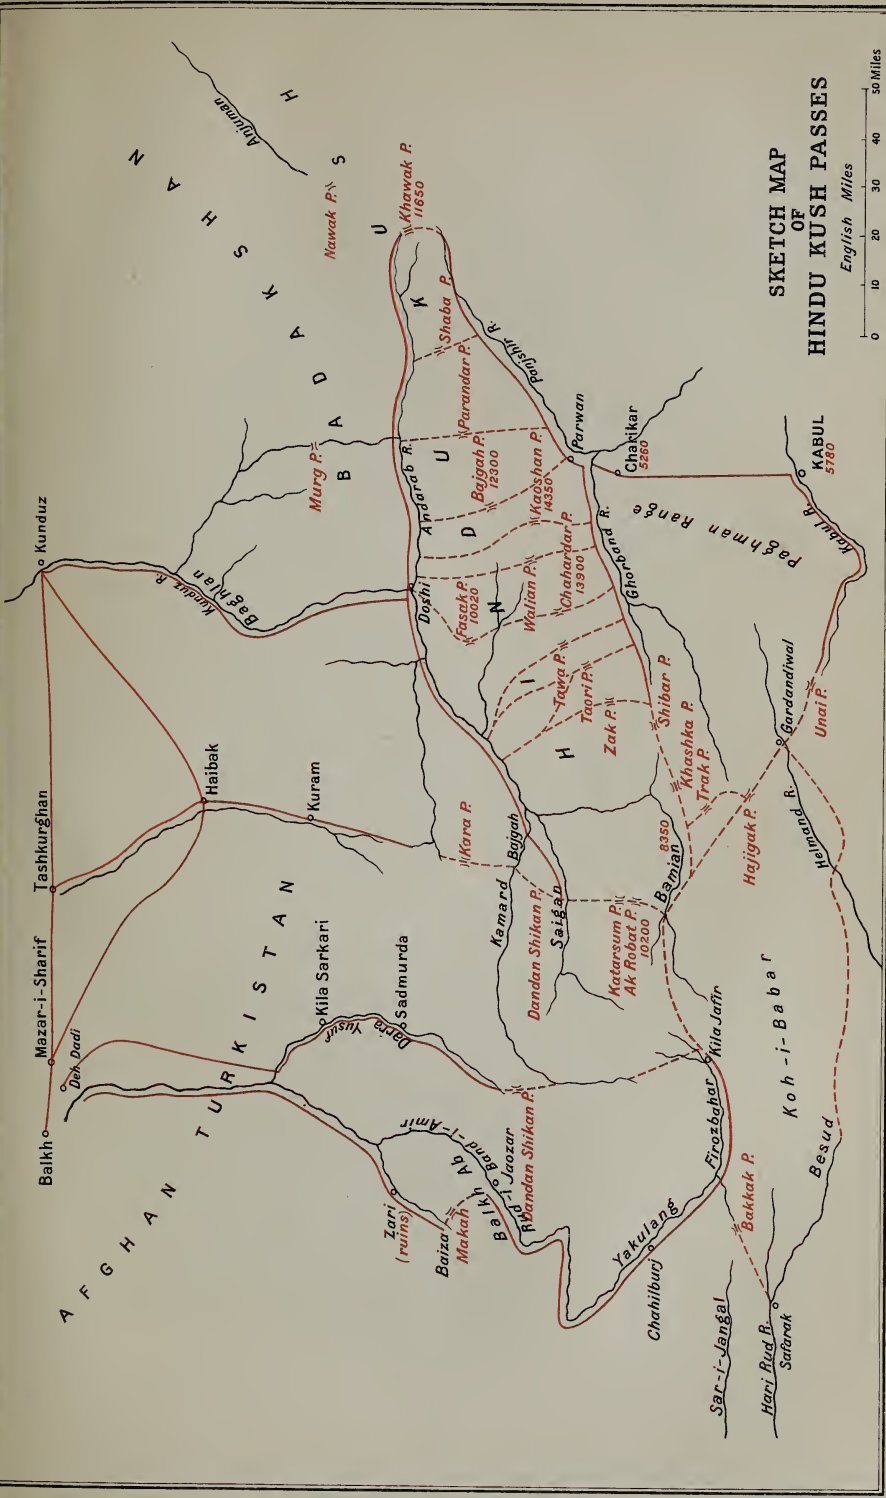 SKETCH MAP
OF
HINDU KUSH PASSES
English Miles
0 10 20 30 40 50 Miles
AFGHAN TURKISTAN
BADAKSHAN
HINDU KUSH
Balkh
Mazar-i-Sharif
Deh Dadi
Tashkurghan
Kunduz
Haibak
Kuram
Kunduz R.
Baghlan
Murg P.
Anjuman
Nawak P.
Khawak P.
11650
Shaba P.
Parandar P.
Panjshir R.
Andarab R.
Bajgah P.
12300
Kaoshan P.
14350
Parwan
Charikar
5260
KABUL
5780
Kabul R.
Paghman Range
Ghorband R.
Doshi
Fasak P.
10020
Walian P.
Chahardar P.
13900
Tawa P.
Taori P.
Zak P.
Shibar P.
Khashka P.
Trak P.
Hajigak P.
Unai P.
Gardandiwal
Helmand R.
Kara P.
Bajgah
Kamard
Saigan
Dandan Shikan P.
Katarsum P.
Ak Robat P.
10200
Bamian
8350
Kila Sarkari
Yusuf
Darra
Sadmurda
Kila Jafir
Firozbahar
Koh-i-Babar
Besud
Zari
(ruins)
Baiza
Makah
Balkh Ab
Band-i-Amir
Rud-i Jaozar
Dandan Shikan P.
Yakulang
Chahilburj
Bakkak P.
Sar-i-Jangal
Hari Rud R.
Safarak